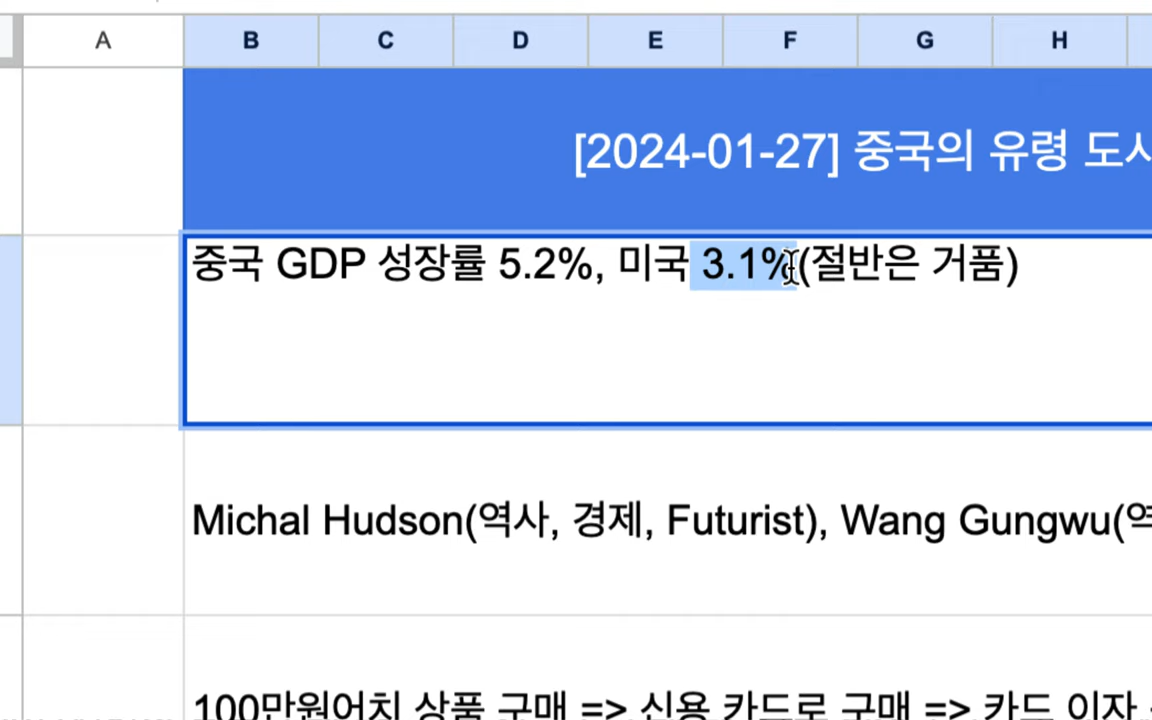 A B C D E F G H
[2024-01-27] 중국의 유령
중국 GDP 성장률 5.2%, 미국 3.1%(절반은 거품)
Michal Hudson(역사, 경제, Futurist), Wang Gungwu(
100만원어치 상품 구매 => 신용 카드로 구매 => 카드 이자